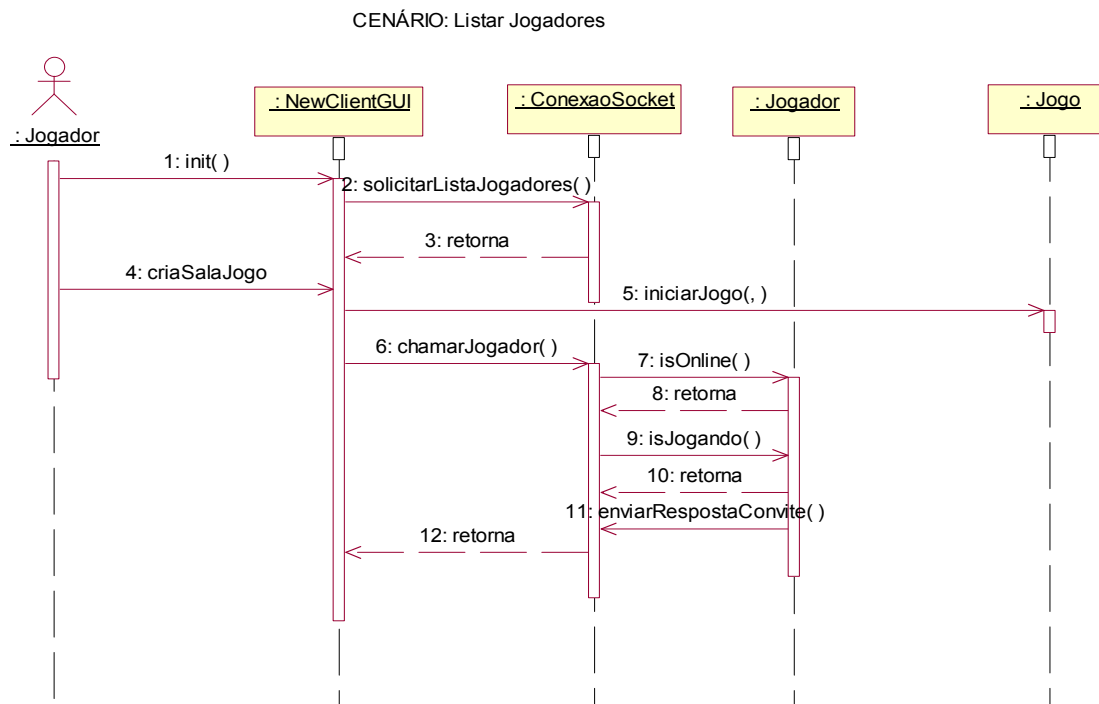 CENÁRIO: Listar Jogadores
: Jogador
: NewClientGUI
: ConexaoSocket
: Jogador
: Jogo
1: init( )
2: solicitarListaJogadores( )
3: retorna
4: criaSalaJogo
5: iniciarJogo(, )
6: chamarJogador( )
7: isOnline( )
8: retorna
9: isJogando( )
10: retorna
11: enviarRespostaConvite( )
12: retorna